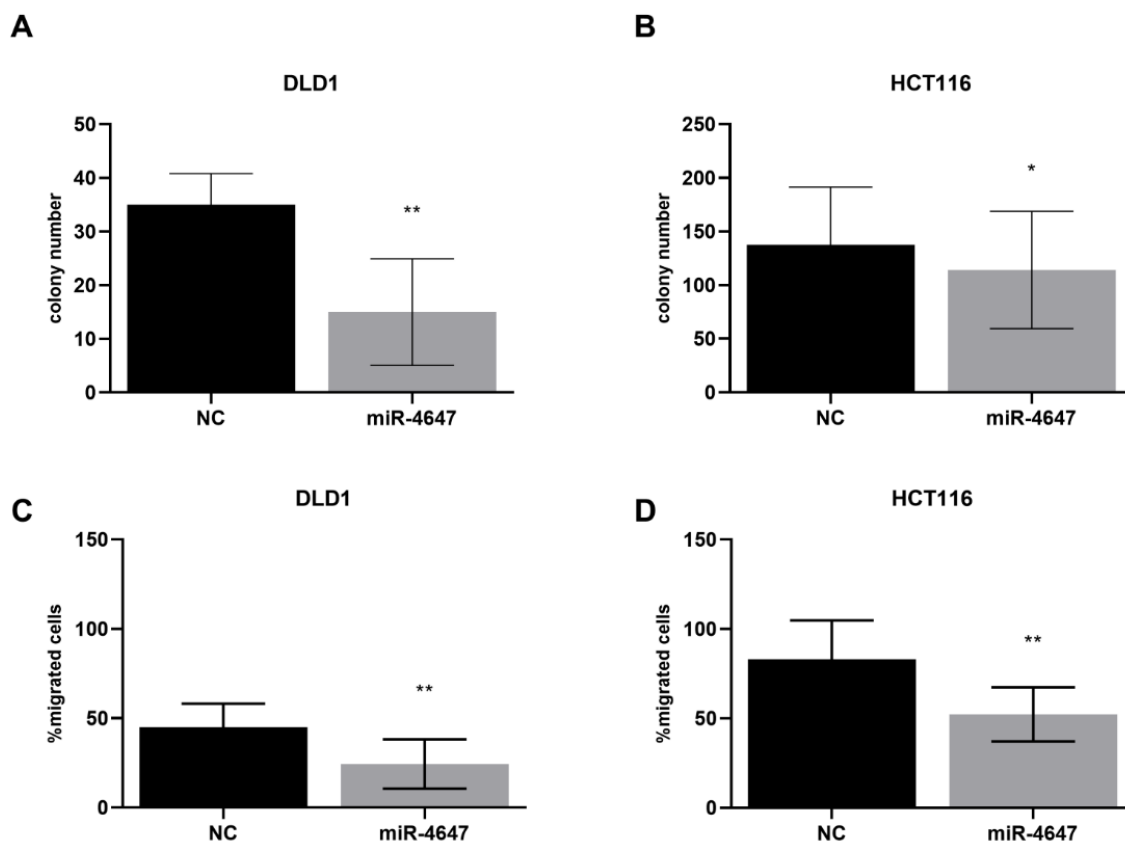 A
DLD1
colony number
50
40
30
20
10
0
**
NC
miR-4647
B
HCT116
colony number
250
200
150
100
50
0
*
NC
miR-4647
C
DLD1
%migrated cells
150
100
50
0
**
NC
miR-4647
D
HCT116
%migrated cells
150
100
50
0
**
NC
miR-4647